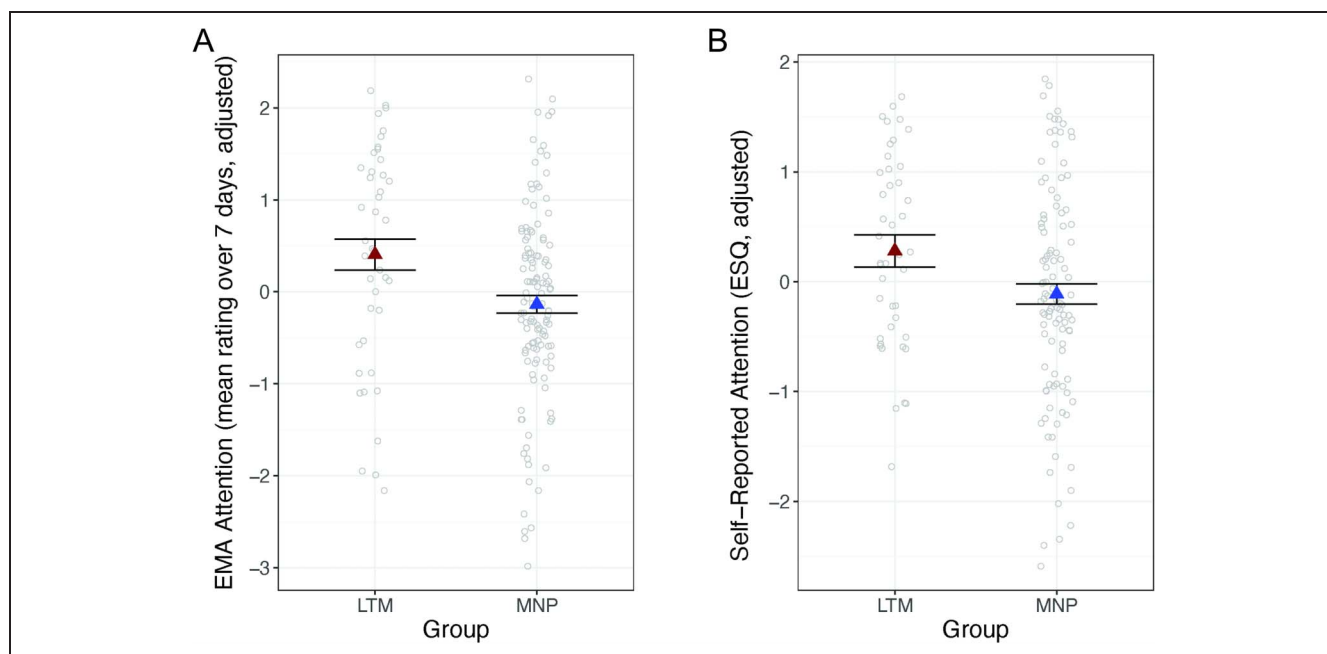 A
EMA Attention (mean rating over 7 days, adjusted)
2
1
0
−1
−2
−3
LTM
MNP
Group
B
Self−Reported Attention (ESQ, adjusted)
2
1
0
−1
−2
LTM
MNP
Group